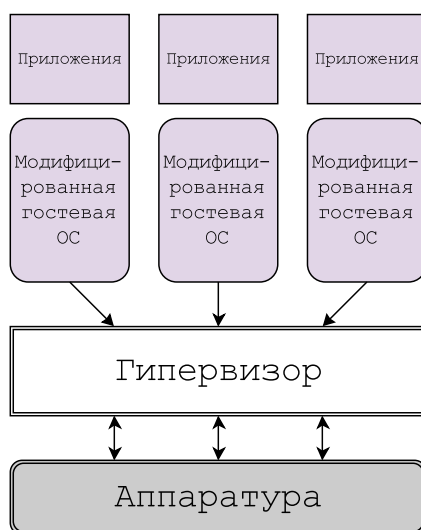 Приложения
Приложения
Приложения
Модифици-
рованная
гостевая
ОС
Модифици-
рованная
гостевая
ОС
Модифици-
рованная
гостевая
ОС
Гипервизор
Аппаратура